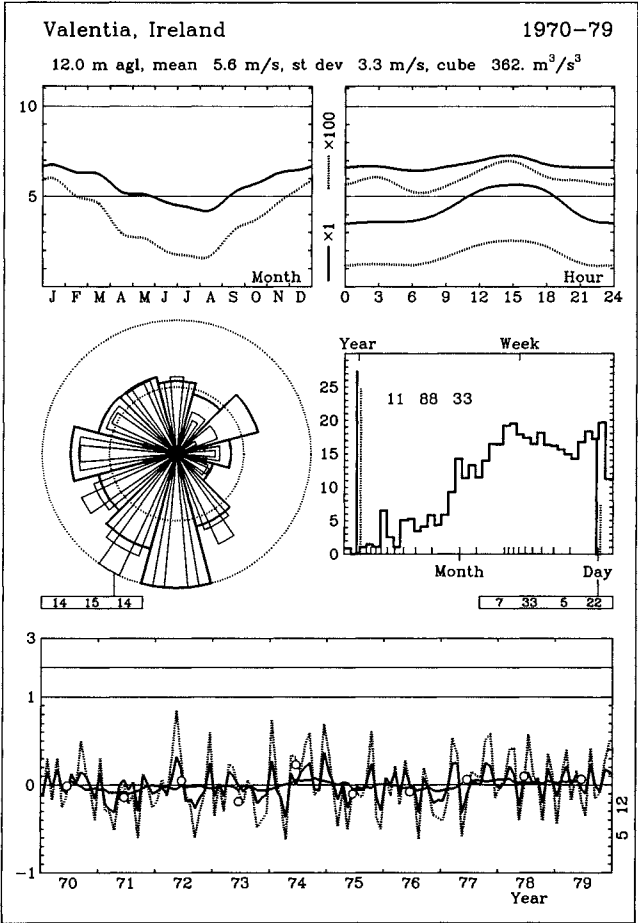 Valentia, Ireland 1970-79
12.0 m agl, mean 5.6 m/s, st dev 3.3 m/s, cube 362. m³/s³
10
5
J F M A M J J A S O N D
Month
×1 ×100
0 3 6 9 12 15 18 21 24
Hour
Year Week
25
20
15
10
5
0
11 88 33
Month Day
14 15 14
7 33 5 22
3
1
0
-1
70 71 72 73 74 75 76 77 78 79
Year
5 12